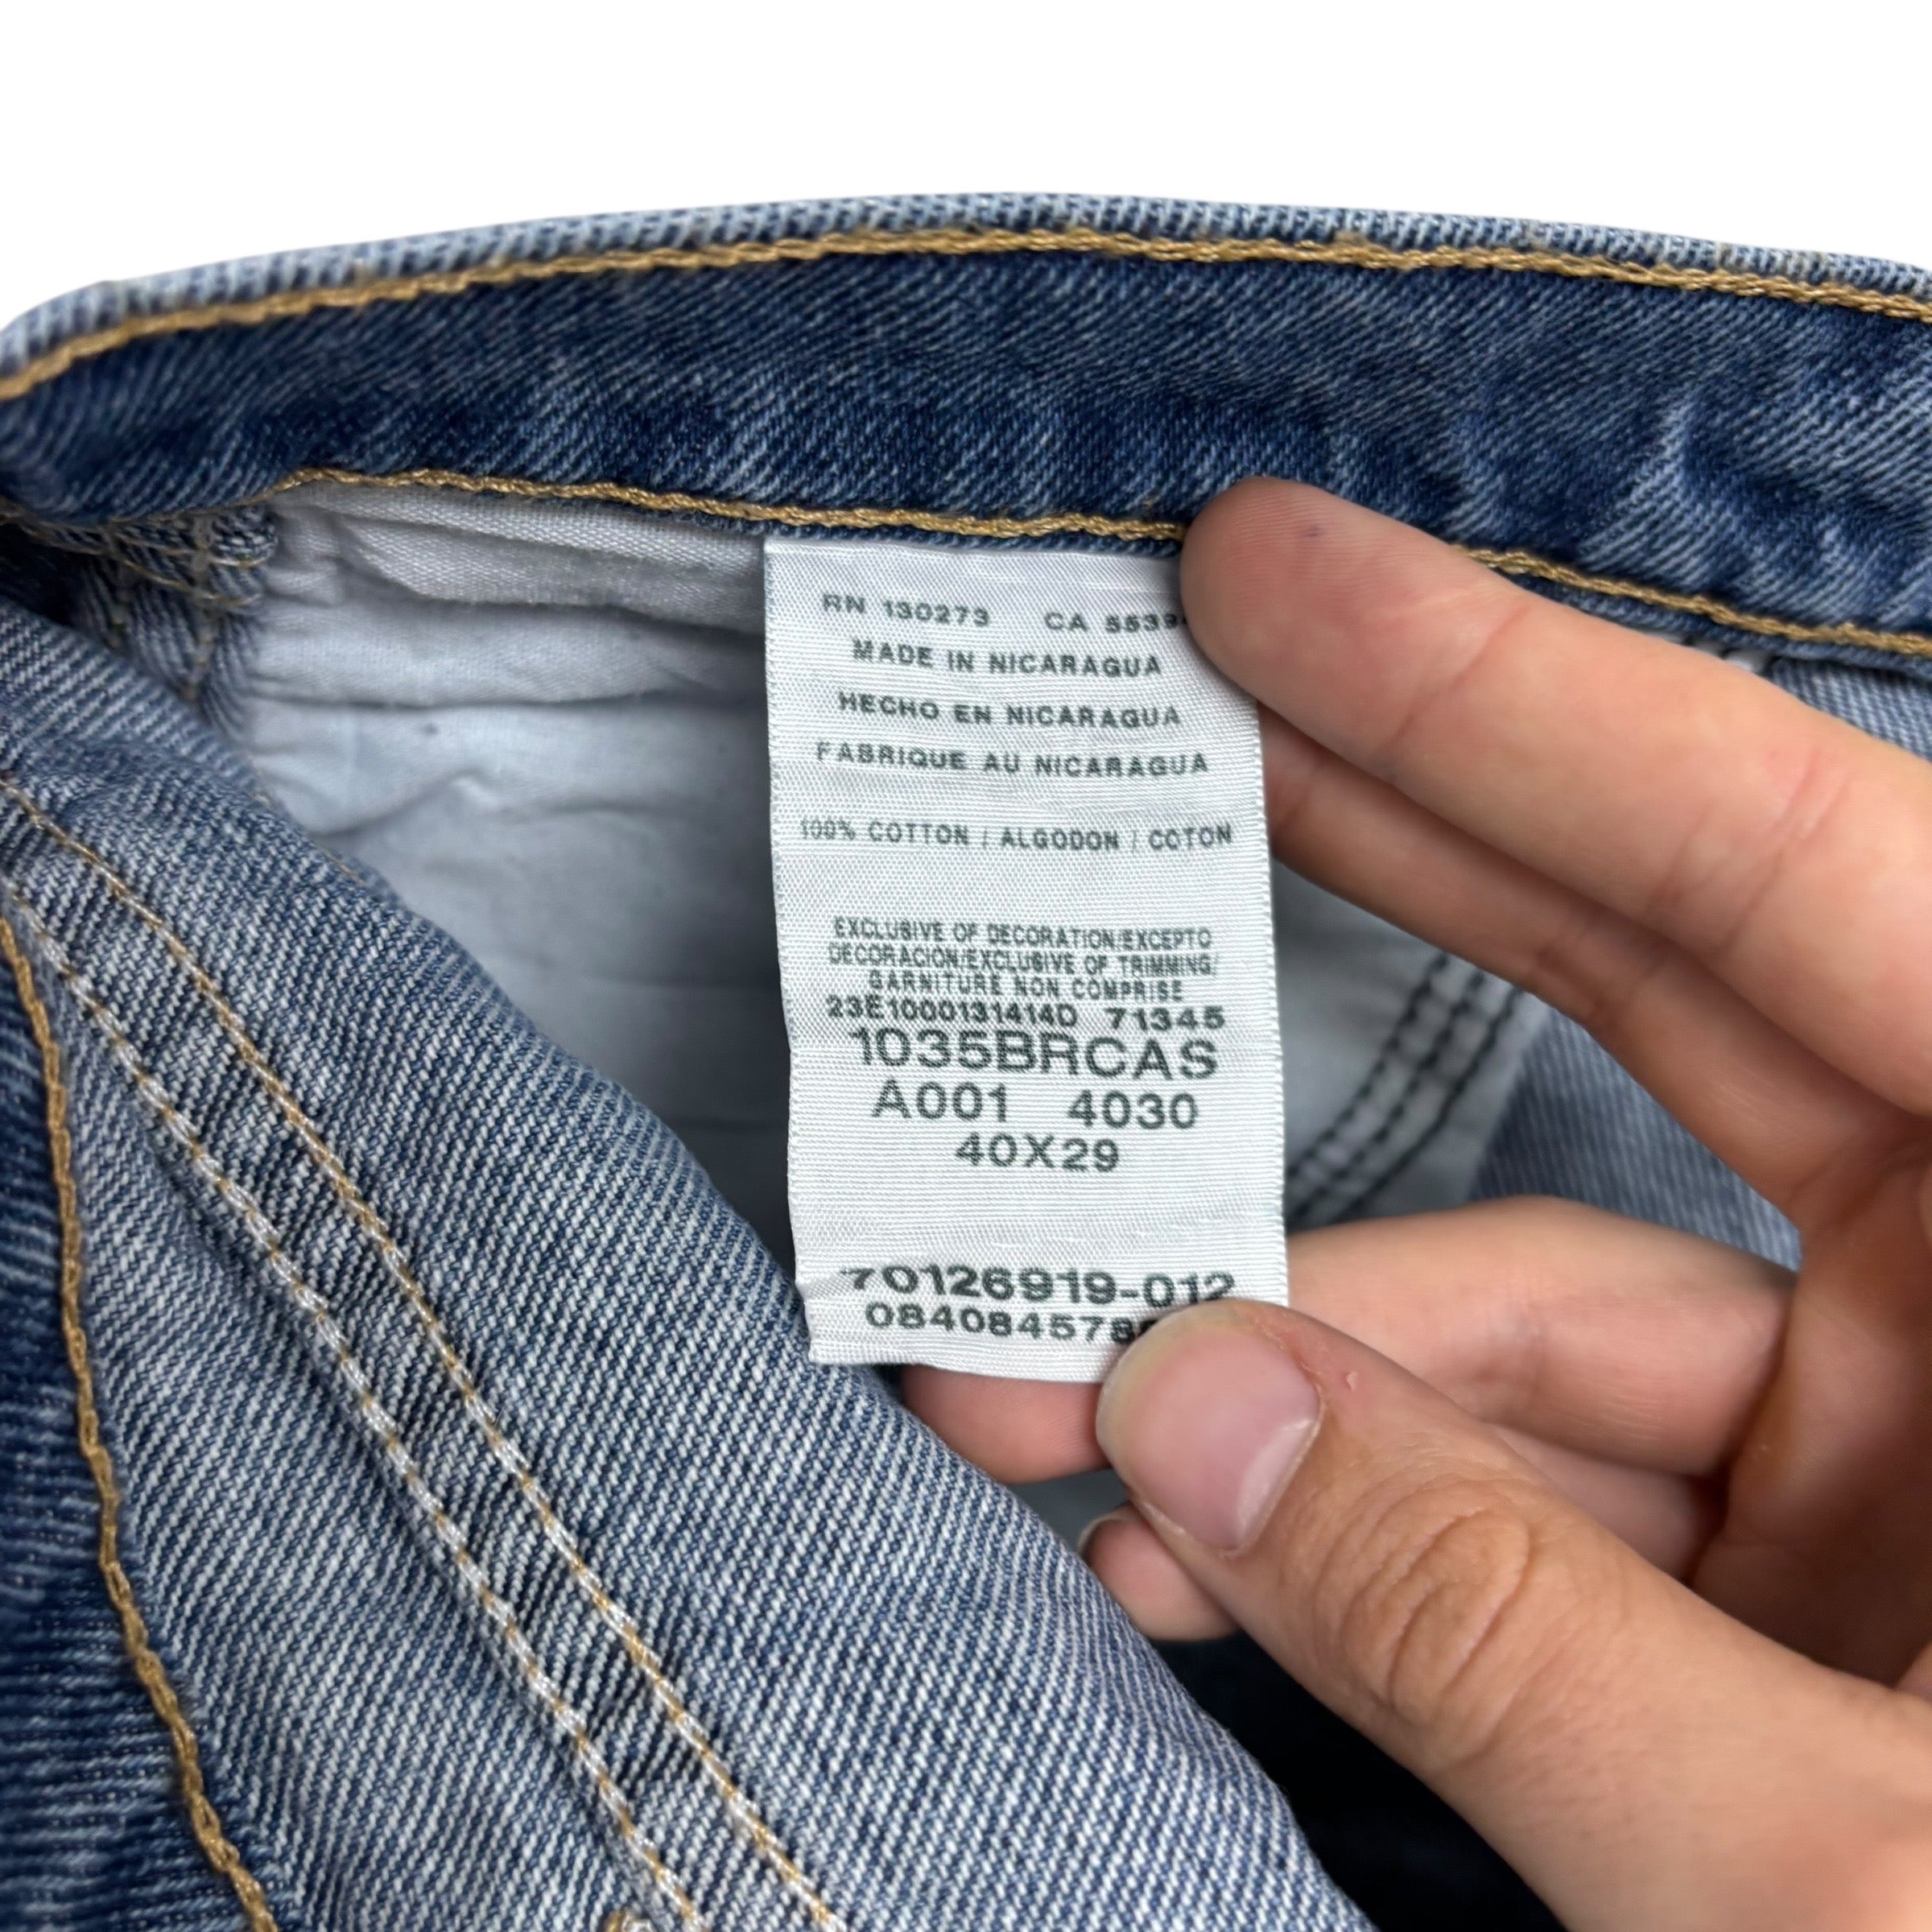 RN 130273 CA
MADE IN NICARAGUA
HECHO EN NICARAGUA
FABRIQUE AU NICARAGUA
100% COTTON / ALGODON / COTON
EXCLUSIVE OF DECORATION/EXCEPTO
DECORACION/EXCLUSIVE OF TRIMMING/
GARNITURE NON COMPRISE
23E1000131414D 71345
1035BRCAS
A001 4030
40X29
70126919-012